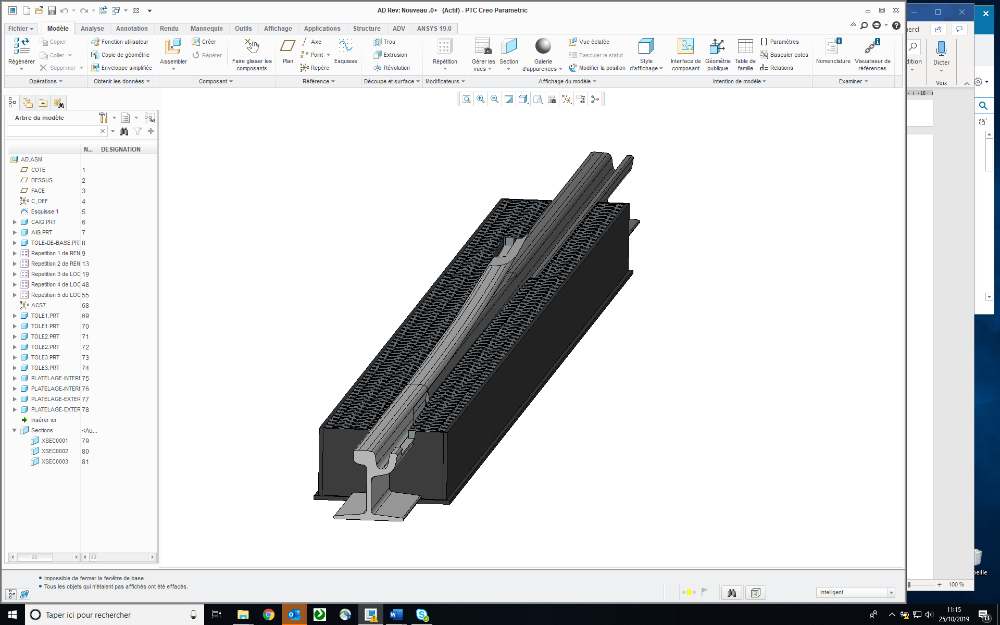 AD Rev: Nouveau .0+ (Actif) - PTC Creo Parametric
Fichier Modèle Analyse Annotation Rendu Mannequin Outils Affichage Applications Structure ADV ANSYS 19.0
Régénérer
Copier
Coller
Supprimer
Opérations
Fonction utilisateur
Copie de géométrie
Enveloppe simplifiée
Obtenir les données
Assembler
Créer
Répéter
Faire glisser les
composants
Composant
Plan
Axe
Point
Repère
Esquisse
Référence
Trou
Extrusion
Révolution
Découpe et surface
Répétition
Modificateurs
Gérer les
vues
Section
Galerie
d'apparences
Vue éclatée
Basculer le statut
Modifier la position
Style
d'affichage
Affichage du modèle
Interface de
composant
Géométrie
publique
Table de
famille
Paramètres
Basculer cotes
d= Relations
Intention de modèle
Nomenclature
Visualiseur de
références
Examiner
Dicter
Voix
18
Arbre du modèle
N... DESIGNATION
AD.ASM
COTE 1
DESSUS 2
FACE 3
C_DEF 4
Esquisse 1 5
CAIG.PRT 6
AIG.PRT 7
TOLE-DE-BASE.PRT 8
Repetition 1 de REN 9
Repetition 2 de REN 13
Repetition 3 de LOC 19
Repetition 4 de LOC 48
Repetition 5 de LOC 55
ACS7 68
TOLE1.PRT 69
TOLE1.PRT 70
TOLE2.PRT 71
TOLE2.PRT 72
TOLE3.PRT 73
TOLE3.PRT 74
PLATELAGE-INTERN 75
PLATELAGE-INTERN 76
PLATELAGE-EXTER 77
PLATELAGE-EXTER 78
Insérer ici
Sections <Au...
XSEC0001 79
XSEC0002 80
XSEC0003 81
Impossible de fermer la fenêtre de base.
Tous les objets qui n'étaient pas affichés ont été effacés.
Intelligent
100 %
beille
Taper ici pour rechercher
11:15
25/10/2019
13